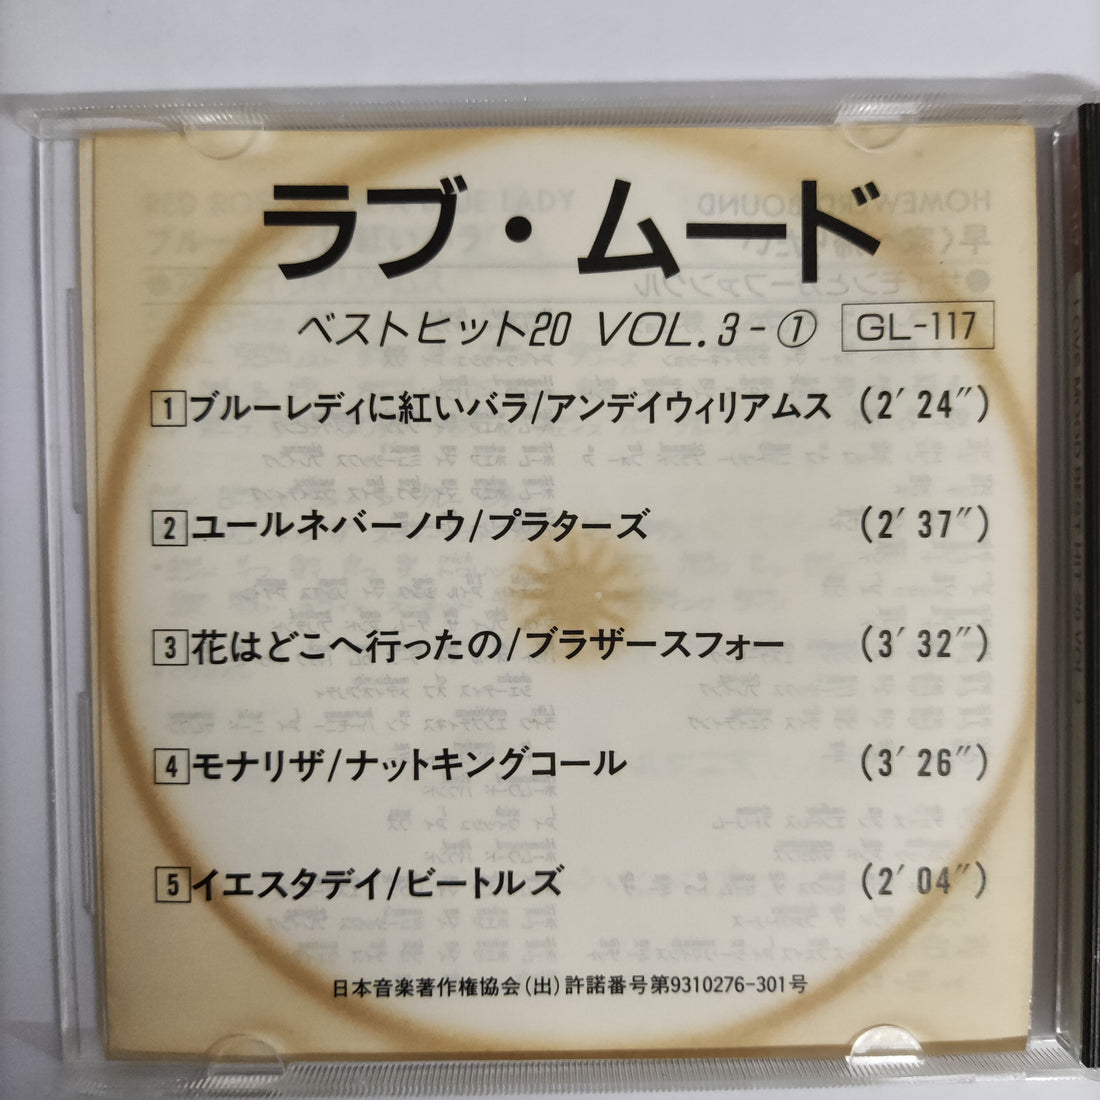 ラブ・ムード
ベストヒット20 VOL.3-① GL-117
1 ブルーレディに紅いバラ/アンデイウィリアムス (2′24″)
2 ユールネバーノウ/プラターズ (2′37″)
3 花はどこへ行ったの/ブラザースフォー (3′32″)
4 モナリザ/ナットキングコール (3′26″)
5 イエスタデイ/ビートルズ (2′04″)
日本音楽著作権協会(出)許諾番号第9310276-301号